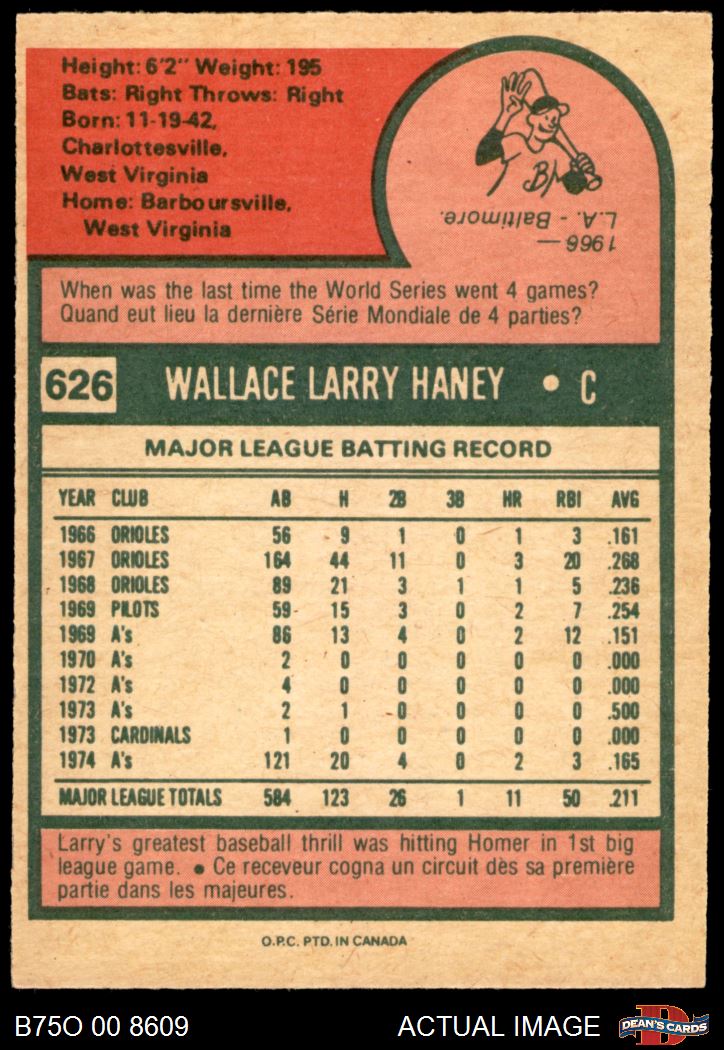 Height: 6'2" Weight: 195
Bats: Right Throws: Right
Born: 11-19-42,
Charlottesville,
West Virginia
Home: Barboursville,
West Virginia
1966 —
L.A. - Baltimore.
When was the last time the World Series went 4 games?
Quand eut lieu la dernière Série Mondiale de 4 parties?
626 WALLACE LARRY HANEY • C
MAJOR LEAGUE BATTING RECORD
YEAR CLUB AB H 2B 3B HR RBI AVG
1966 ORIOLES 56 9 1 0 1 3 .161
1967 ORIOLES 164 44 11 0 3 20 .268
1968 ORIOLES 89 21 3 1 1 5 .236
1969 PILOTS 59 15 3 0 2 7 .254
1969 A's 86 13 4 0 2 12 .151
1970 A's 2 0 0 0 0 0 .000
1972 A's 4 0 0 0 0 0 .000
1973 A's 2 1 0 0 0 0 .500
1973 CARDINALS 1 0 0 0 0 0 .000
1974 A's 121 20 4 0 2 3 .165
MAJOR LEAGUE TOTALS 584 123 26 1 11 50 .211
Larry's greatest baseball thrill was hitting Homer in 1st big
league game. • Ce receveur cogna un circuit dès sa première
partie dans les majeures.
O.P.C. PTD. IN CANADA
B75O 00 8609 ACTUAL IMAGE DEAN'S CARDS